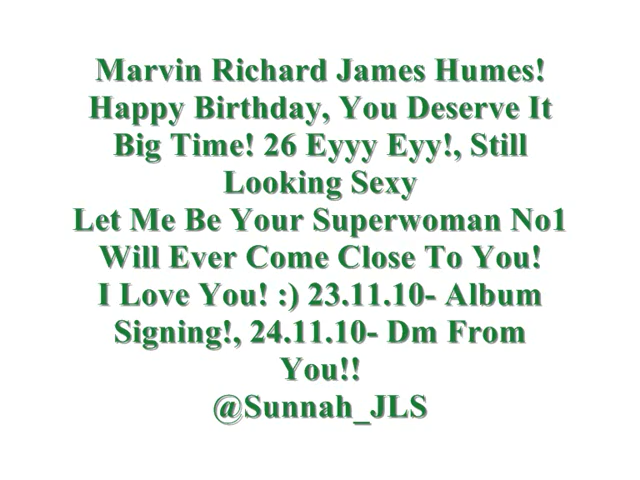 Marvin Richard James Humes!
Happy Birthday, You Deserve It
Big Time! 26 Eyyy Eyy!, Still
Looking Sexy
Let Me Be Your Superwoman No1
Will Ever Come Close To You!
I Love You! :) 23.11.10- Album
Signing!, 24.11.10- Dm From
You!!
@Sunnah_JLS